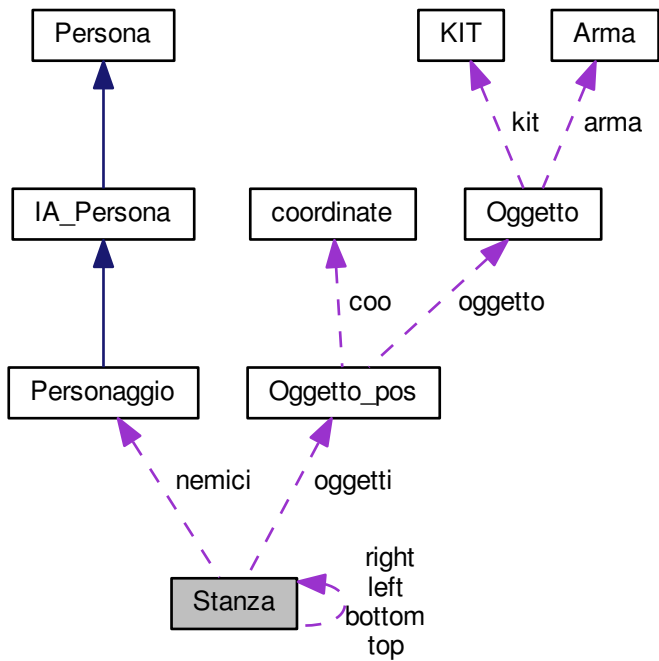 Persona
KIT
Arma
kit
arma
IA_Persona
coordinate
Oggetto
coo
oggetto
Personaggio
Oggetto_pos
nemici
oggetti
right
left
bottom
top
Stanza